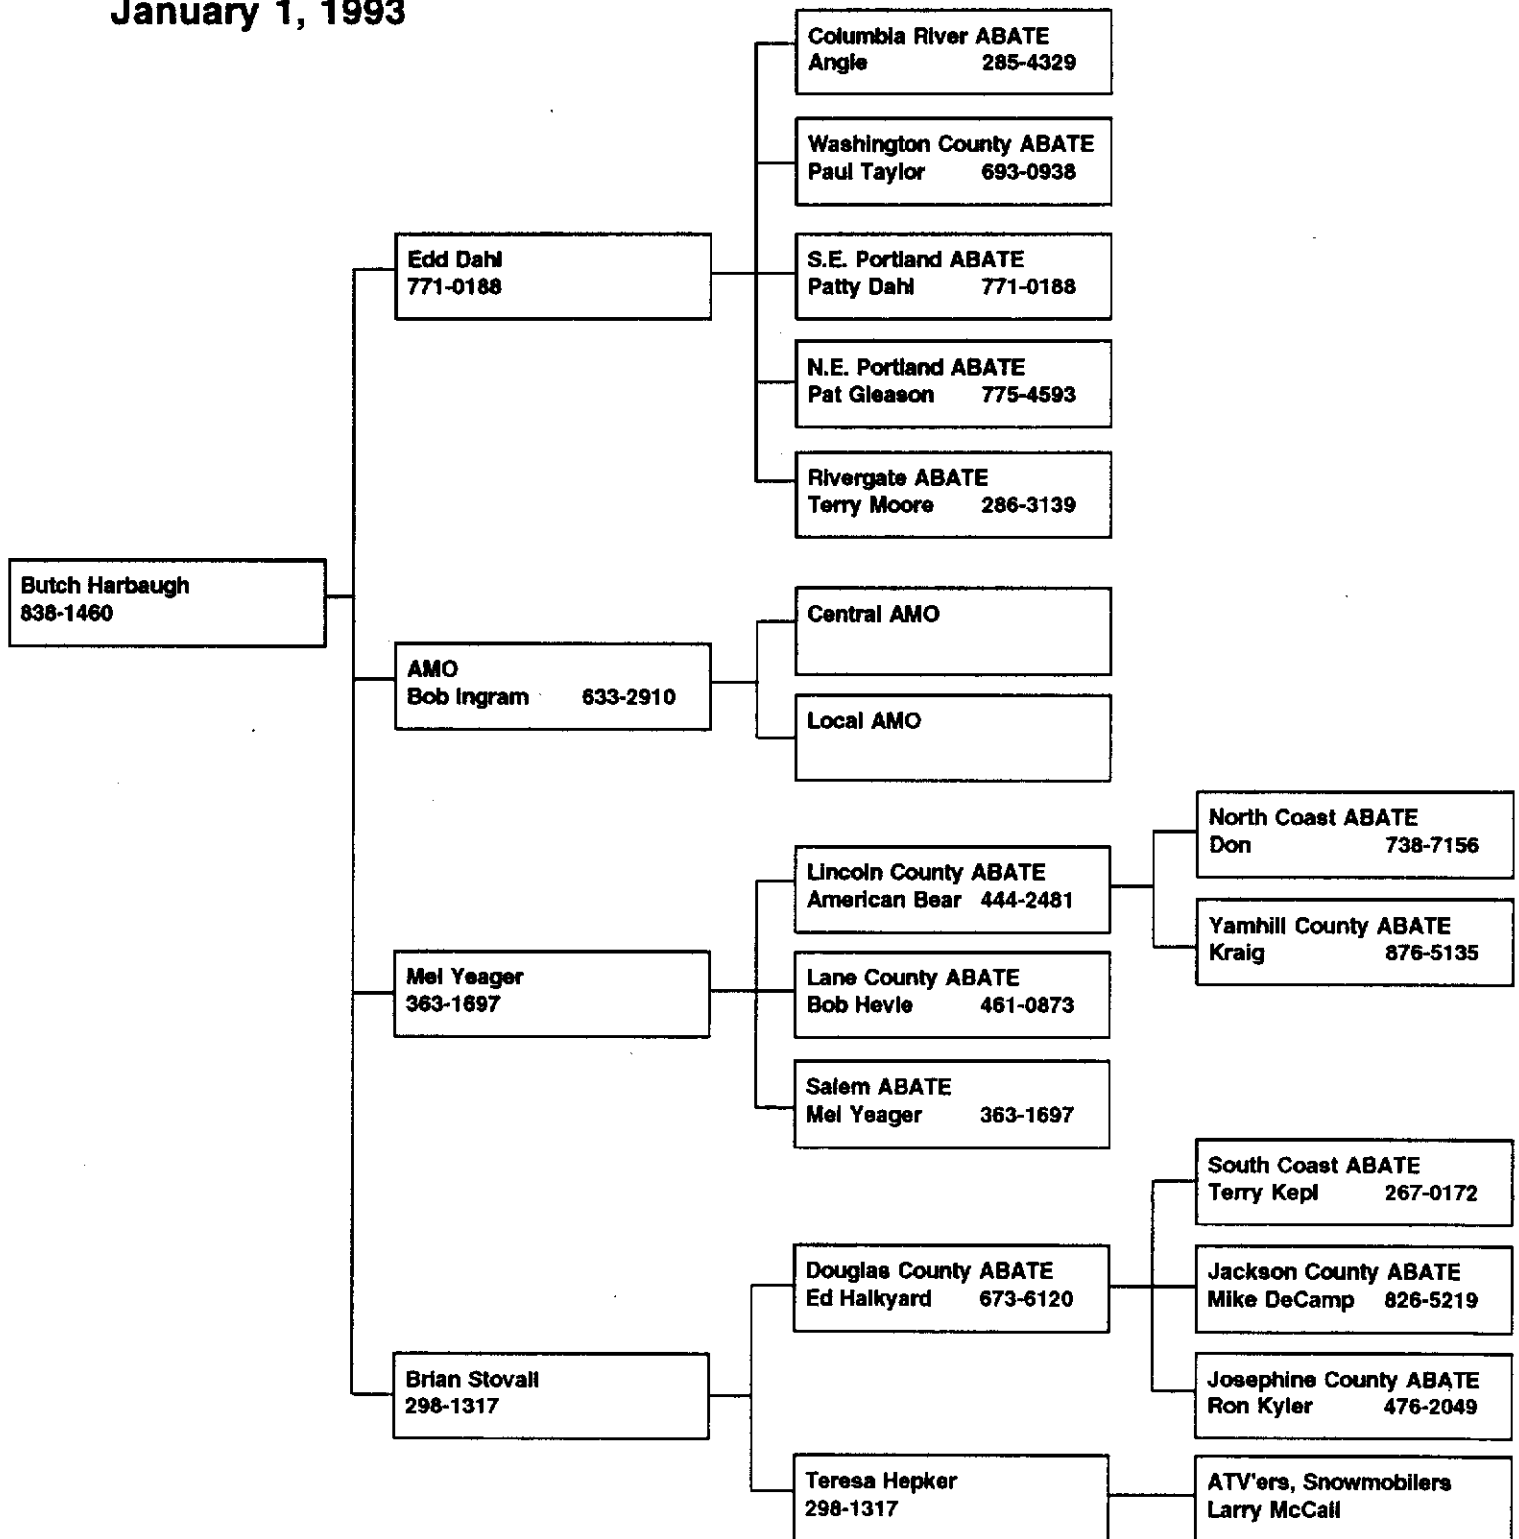 January 1, 1993
Columbia River ABATE
Angie 285-4329
Washington County ABATE
Paul Taylor 693-0938
Edd Dahl
771-0188
S.E. Portland ABATE
Patty Dahl 771-0188
N.E. Portland ABATE
Pat Gleason 775-4593
Rivergate ABATE
Terry Moore 286-3139
Butch Harbaugh
838-1460
AMO
Bob Ingram 633-2910
Central AMO
Local AMO
Mel Yeager
363-1697
Lincoln County ABATE
American Bear 444-2481
North Coast ABATE
Don 738-7156
Yamhill County ABATE
Kraig 876-5135
Lane County ABATE
Bob Hevle 461-0873
Salem ABATE
Mel Yeager 363-1697
Brian Stovall
298-1317
Douglas County ABATE
Ed Halkyard 673-6120
South Coast ABATE
Terry Kepl 267-0172
Jackson County ABATE
Mike DeCamp 826-5219
Josephine County ABATE
Ron Kyler 476-2049
Teresa Hepker
298-1317
ATV'ers, Snowmobilers
Larry McCall